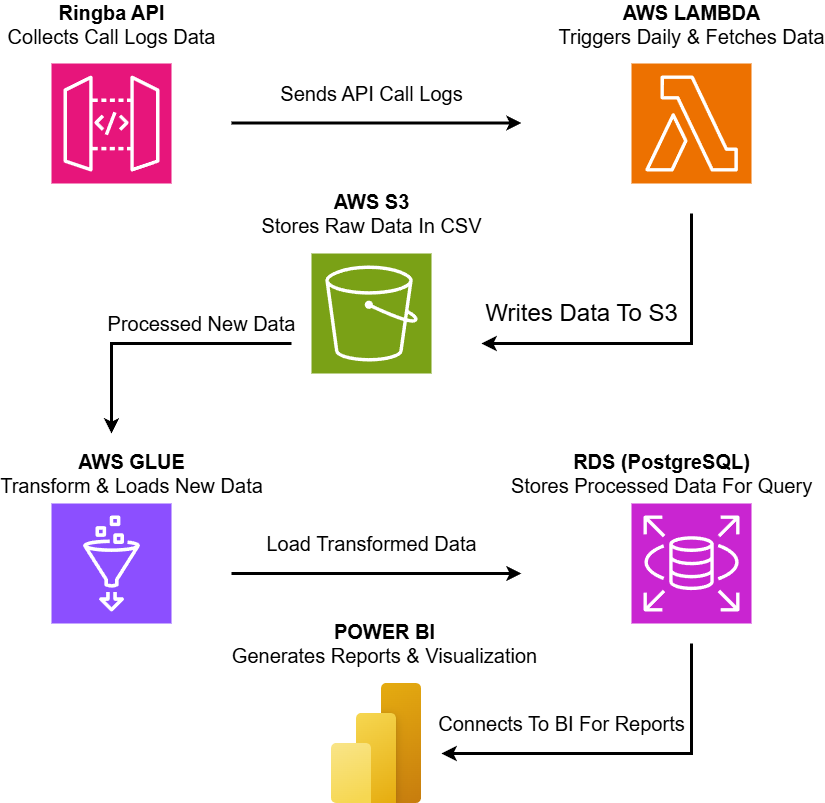 Ringba API
Collects Call Logs Data
AWS LAMBDA
Triggers Daily & Fetches Data
Sends API Call Logs
</>
AWS S3
Stores Raw Data In CSV
Writes Data To S3
Processed New Data
AWS GLUE
Transform & Loads New Data
RDS (PostgreSQL)
Stores Processed Data For Query
Load Transformed Data
POWER BI
Generates Reports & Visualization
Connects To BI For Reports